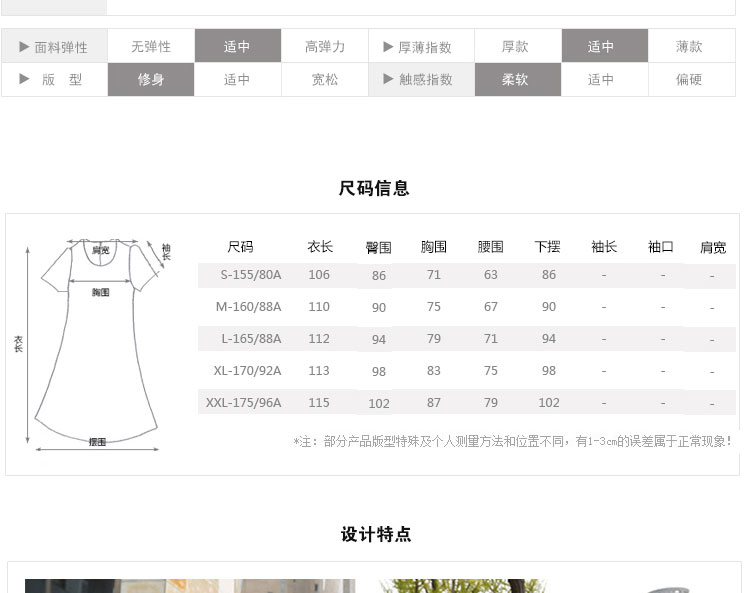 ▶ 面料弹性 无弹性 适中 高弹力 ▶ 厚薄指数 厚款 适中 薄款
▶ 版 型 修身 适中 宽松 ▶ 触感指数 柔软 适中 偏硬
尺码信息
尺码 衣长 臀围 胸围 腰围 下摆 袖长 袖口 肩宽
S-155/80A 106 86 71 63 86 - - -
M-160/88A 110 90 75 67 90 - - -
L-165/88A 112 94 79 71 94 - - -
XL-170/92A 113 98 83 75 98 - - -
XXL-175/96A 115 102 87 79 102 - - -
肩宽
袖长
胸围
衣长
摆围
*注: 部分产品版型特殊及个人测量方法和位置不同, 有1-3cm的误差属于正常现象!
设计特点